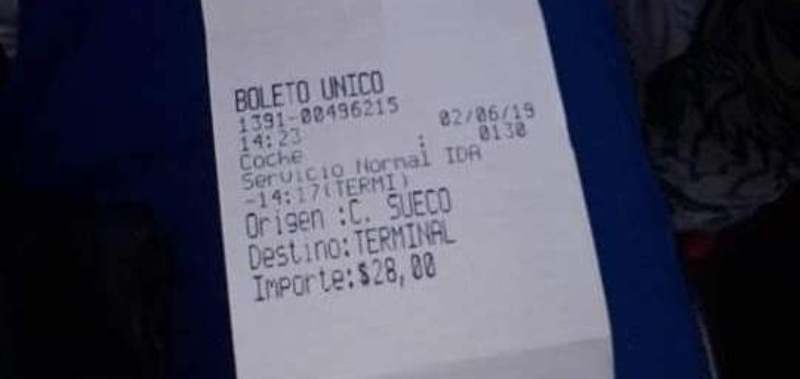 BOLETO UNICO
1391-00496215
14:23 02/06/19
Coche : 0130
Servicio Normal IDA
-14:17(TERMI)
Origen :C. SUECO
Destino:TERMINAL
Importe:$28,00